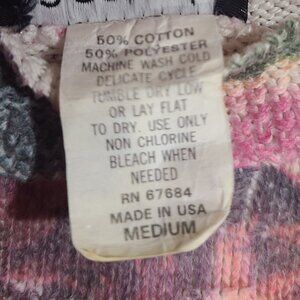 50% COTTON
50% POLYESTER
MACHINE WASH COLD
DELICATE CYCLE
TUMBLE DRY LOW
OR LAY FLAT
TO DRY. USE ONLY
NON CHLORINE
BLEACH WHEN
NEEDED
RN 67684
MADE IN USA
MEDIUM